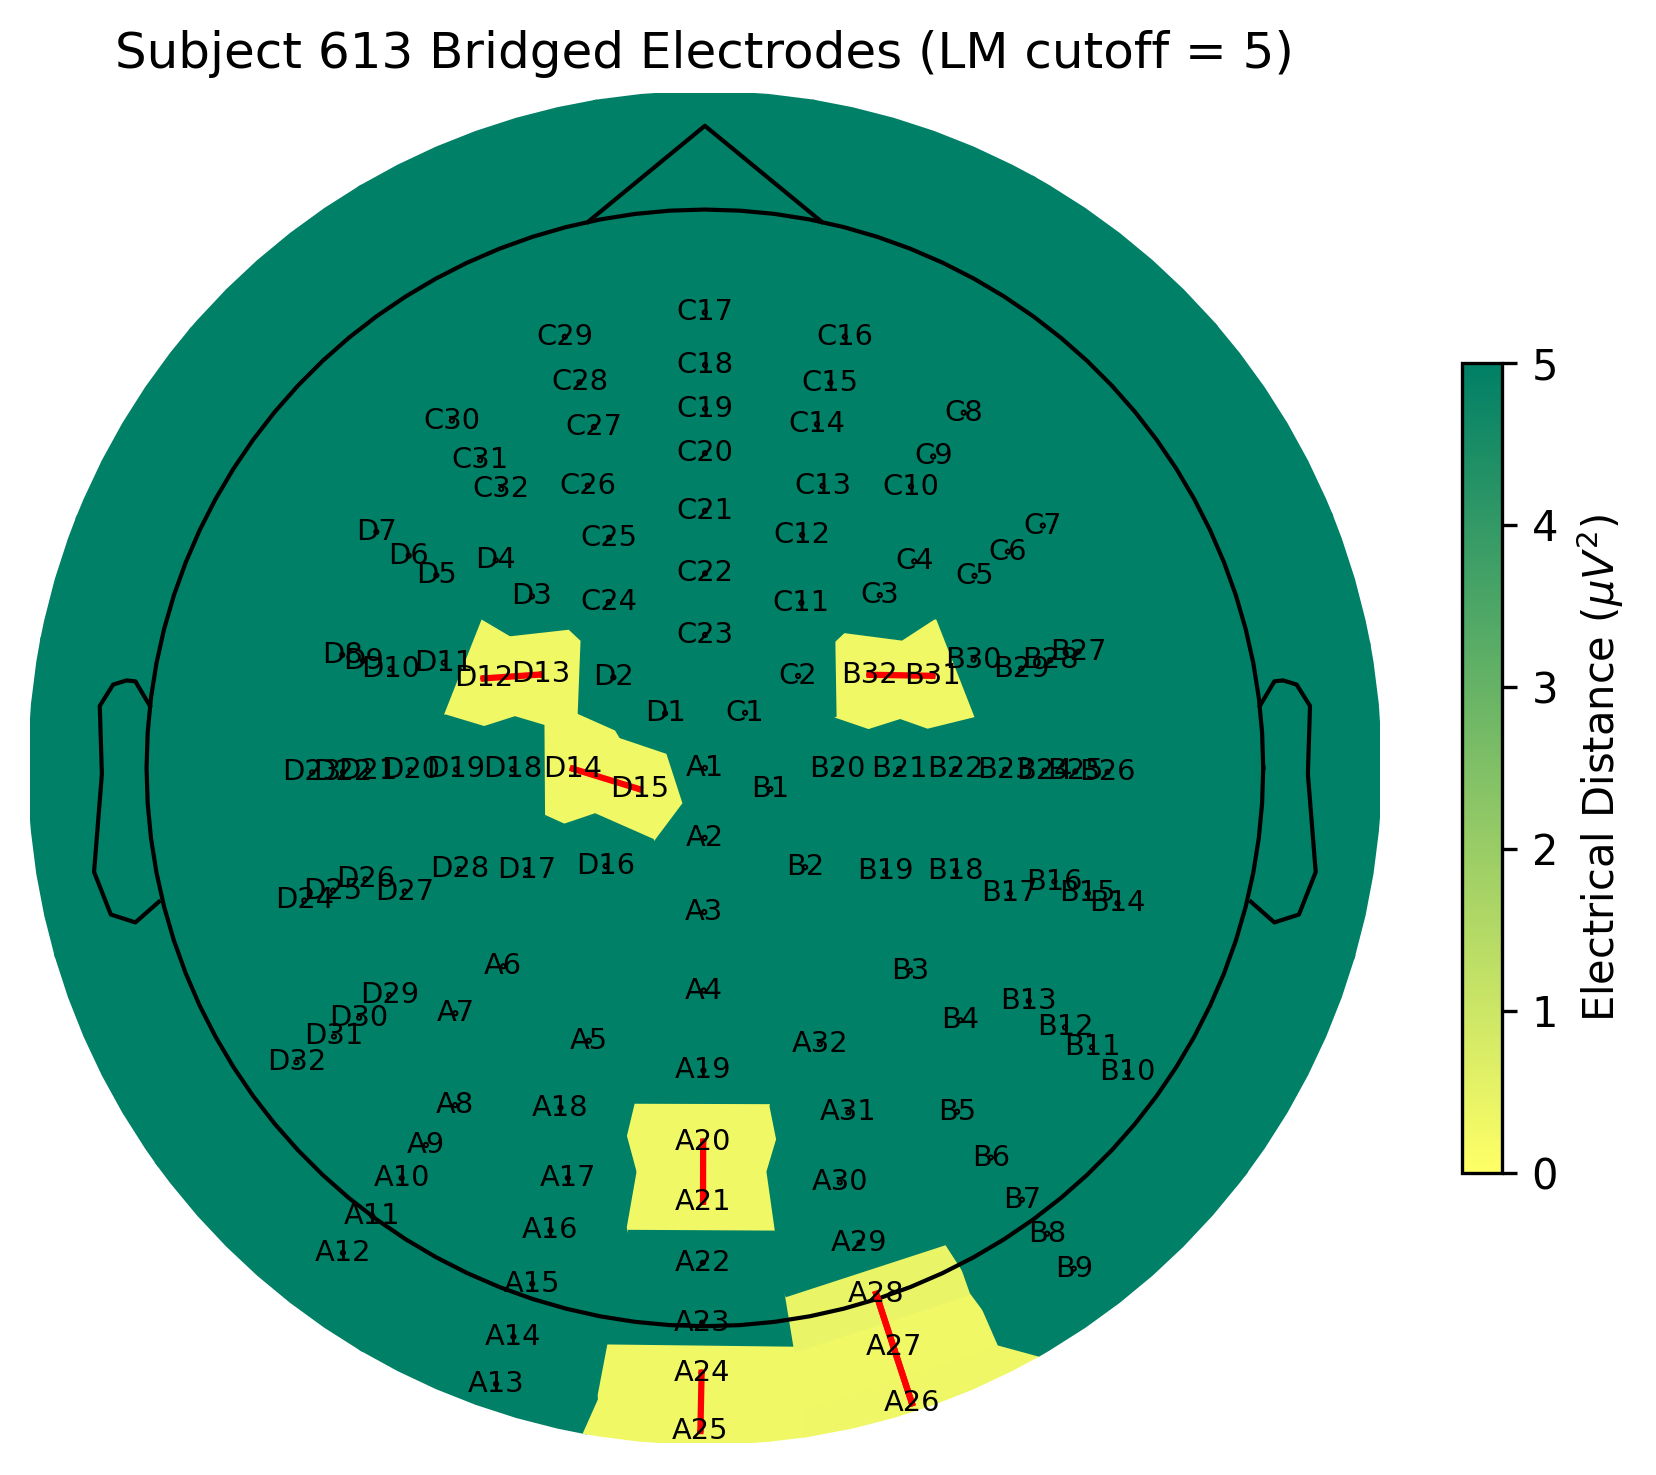 Subject 613 Bridged Electrodes (LM cutoff = 5)
C17
C29 C16
C18
C28 C15
C19
C30 C27 C14 C8
C20
C31 C9
C32 C26 C13 C10
C21
D7 C7
C25 C12
D6 D4 C4 C6
D5 C22 C5
D3 C24 C11 C3
C23
D8 D9 D10 D11 D12 D13 D2 C2 B32 B31 B30 B29 B28 B27
D1 C1
D23 D22 D21 D20 D19 D18 D14 A1 B20 B21 B22 B23 B24 B25 B26
D15 B1
A2
D24 D25 D26 D27 D28 D17 D16 B2 B19 B18 B17 B16 B15 B14
A3
A6 B3
D29 A4 B13
D30 A7 B4 B12
D31 A5 A32 B11
D32 A19 B10
A8 A18 A31 B5
A9 A20 B6
A10 A17 A30
A11 A21 B7
A16 A29 B8
A12 A22 B9
A15 A28
A14 A23 A27
A13 A24 A26
A25
5
4
3
2
1
0
Electrical Distance (μV²)